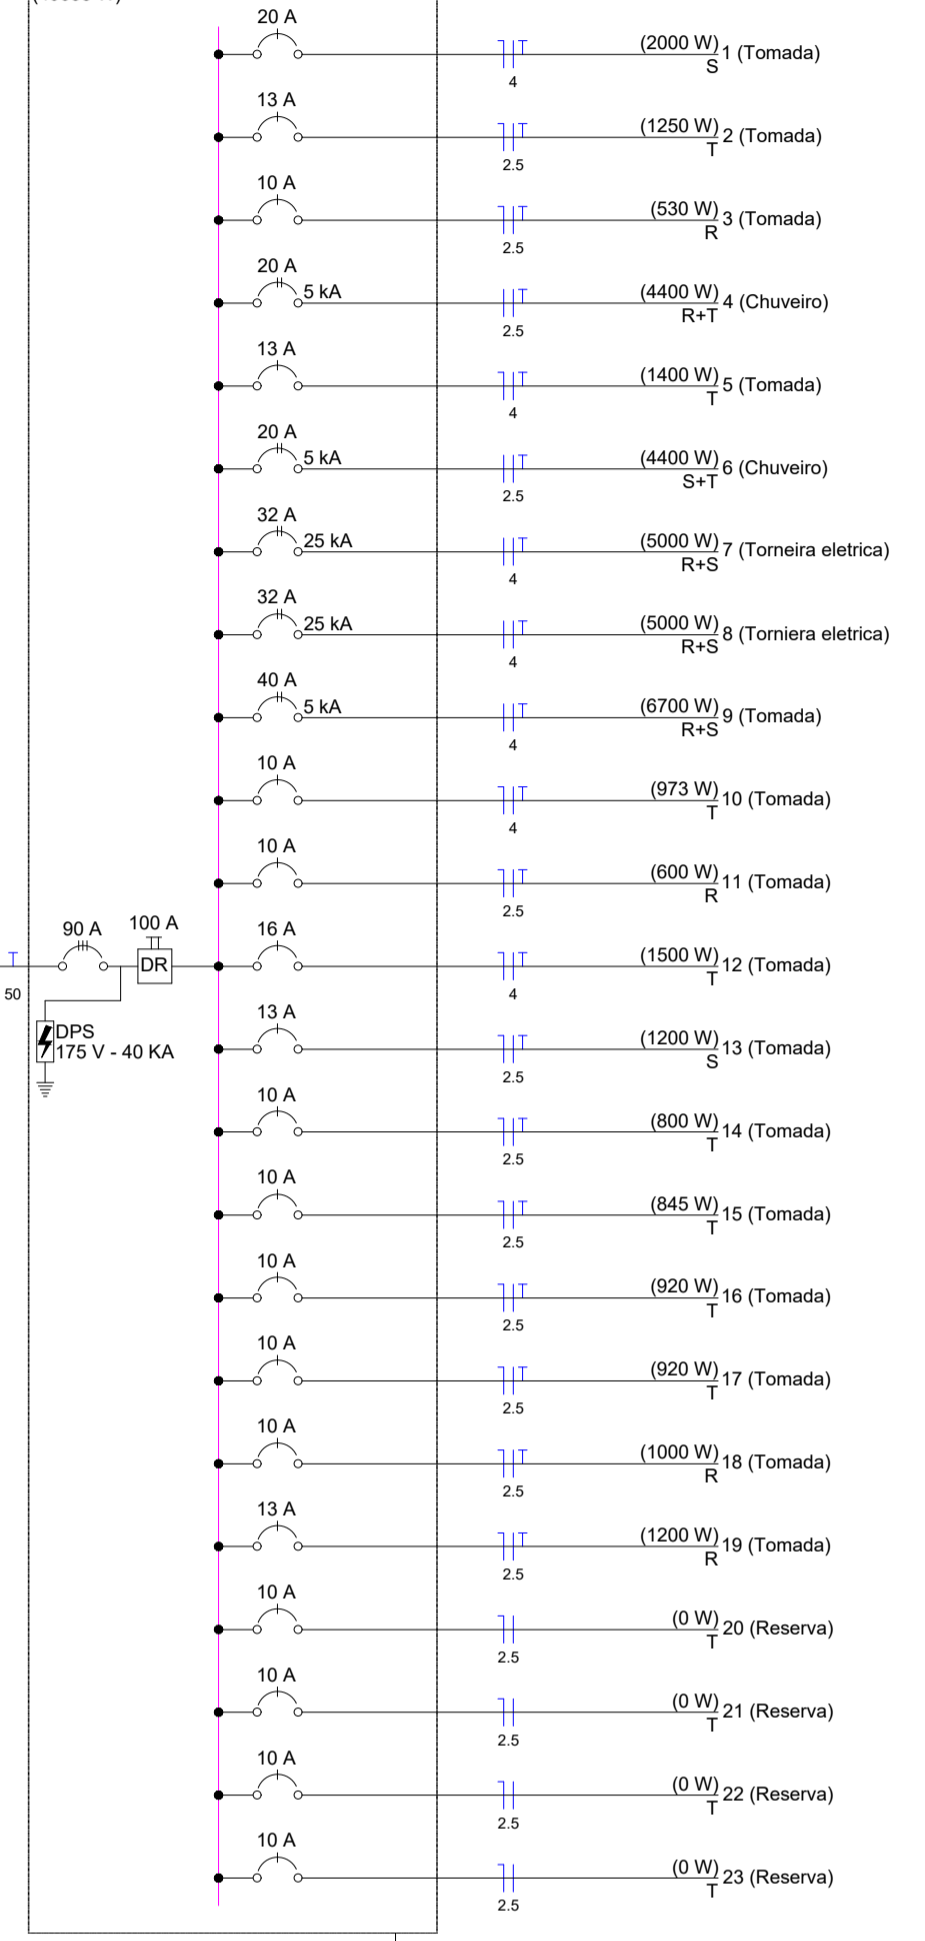 20 A
(2000 W) 1 (Tomada)
S
4
13 A
(1250 W) 2 (Tomada)
T
2.5
10 A
(530 W) 3 (Tomada)
R
2.5
20 A
5 kA
(4400 W) 4 (Chuveiro)
R+T
2.5
13 A
(1400 W) 5 (Tomada)
T
4
20 A
5 kA
(4400 W) 6 (Chuveiro)
S+T
2.5
32 A
25 kA
(5000 W) 7 (Torneira eletrica)
R+S
4
32 A
25 kA
(5000 W) 8 (Torniera eletrica)
R+S
4
40 A
5 kA
(6700 W) 9 (Tomada)
R+S
4
10 A
(973 W) 10 (Tomada)
T
4
10 A
(600 W) 11 (Tomada)
R
2.5
90 A
100 A
DR
50
DPS
175 V - 40 KA
16 A
(1500 W) 12 (Tomada)
T
4
13 A
(1200 W) 13 (Tomada)
S
2.5
10 A
(800 W) 14 (Tomada)
T
2.5
10 A
(845 W) 15 (Tomada)
T
2.5
10 A
(920 W) 16 (Tomada)
T
2.5
10 A
(920 W) 17 (Tomada)
T
2.5
10 A
(1000 W) 18 (Tomada)
R
2.5
13 A
(1200 W) 19 (Tomada)
R
2.5
10 A
(0 W) 20 (Reserva)
T
2.5
10 A
(0 W) 21 (Reserva)
T
2.5
10 A
(0 W) 22 (Reserva)
T
2.5
10 A
(0 W) 23 (Reserva)
T
2.5